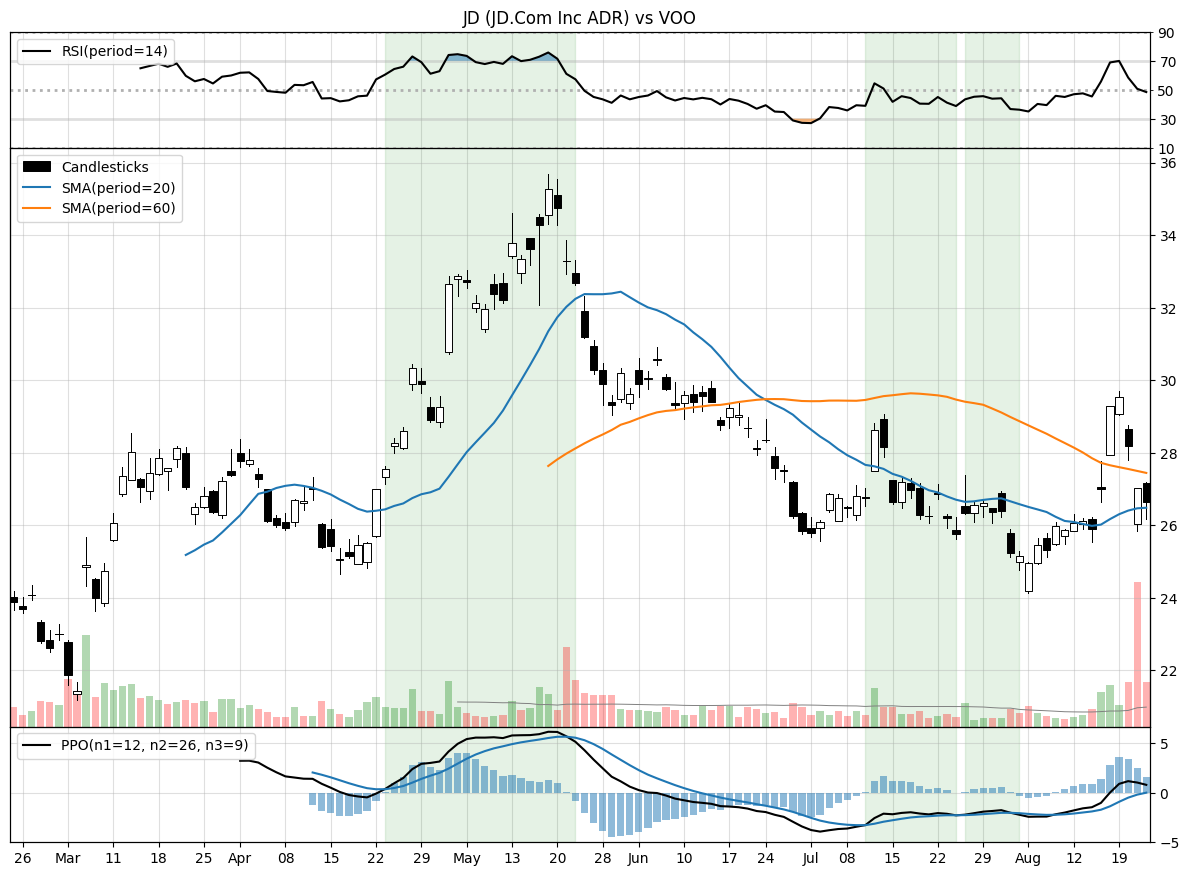 JD (JD.Com Inc ADR) vs VOO
RSI(period=14)
90
70
50
30
10
Candlesticks
SMA(period=20)
SMA(period=60)
36
34
32
30
28
26
24
22
PPO(n1=12, n2=26, n3=9)
5
0
−5
26 Mar 11 18 25 Apr 08 15 22 29 May 13 20 28 Jun 10 17 24 Jul 08 15 22 29 Aug 12 19